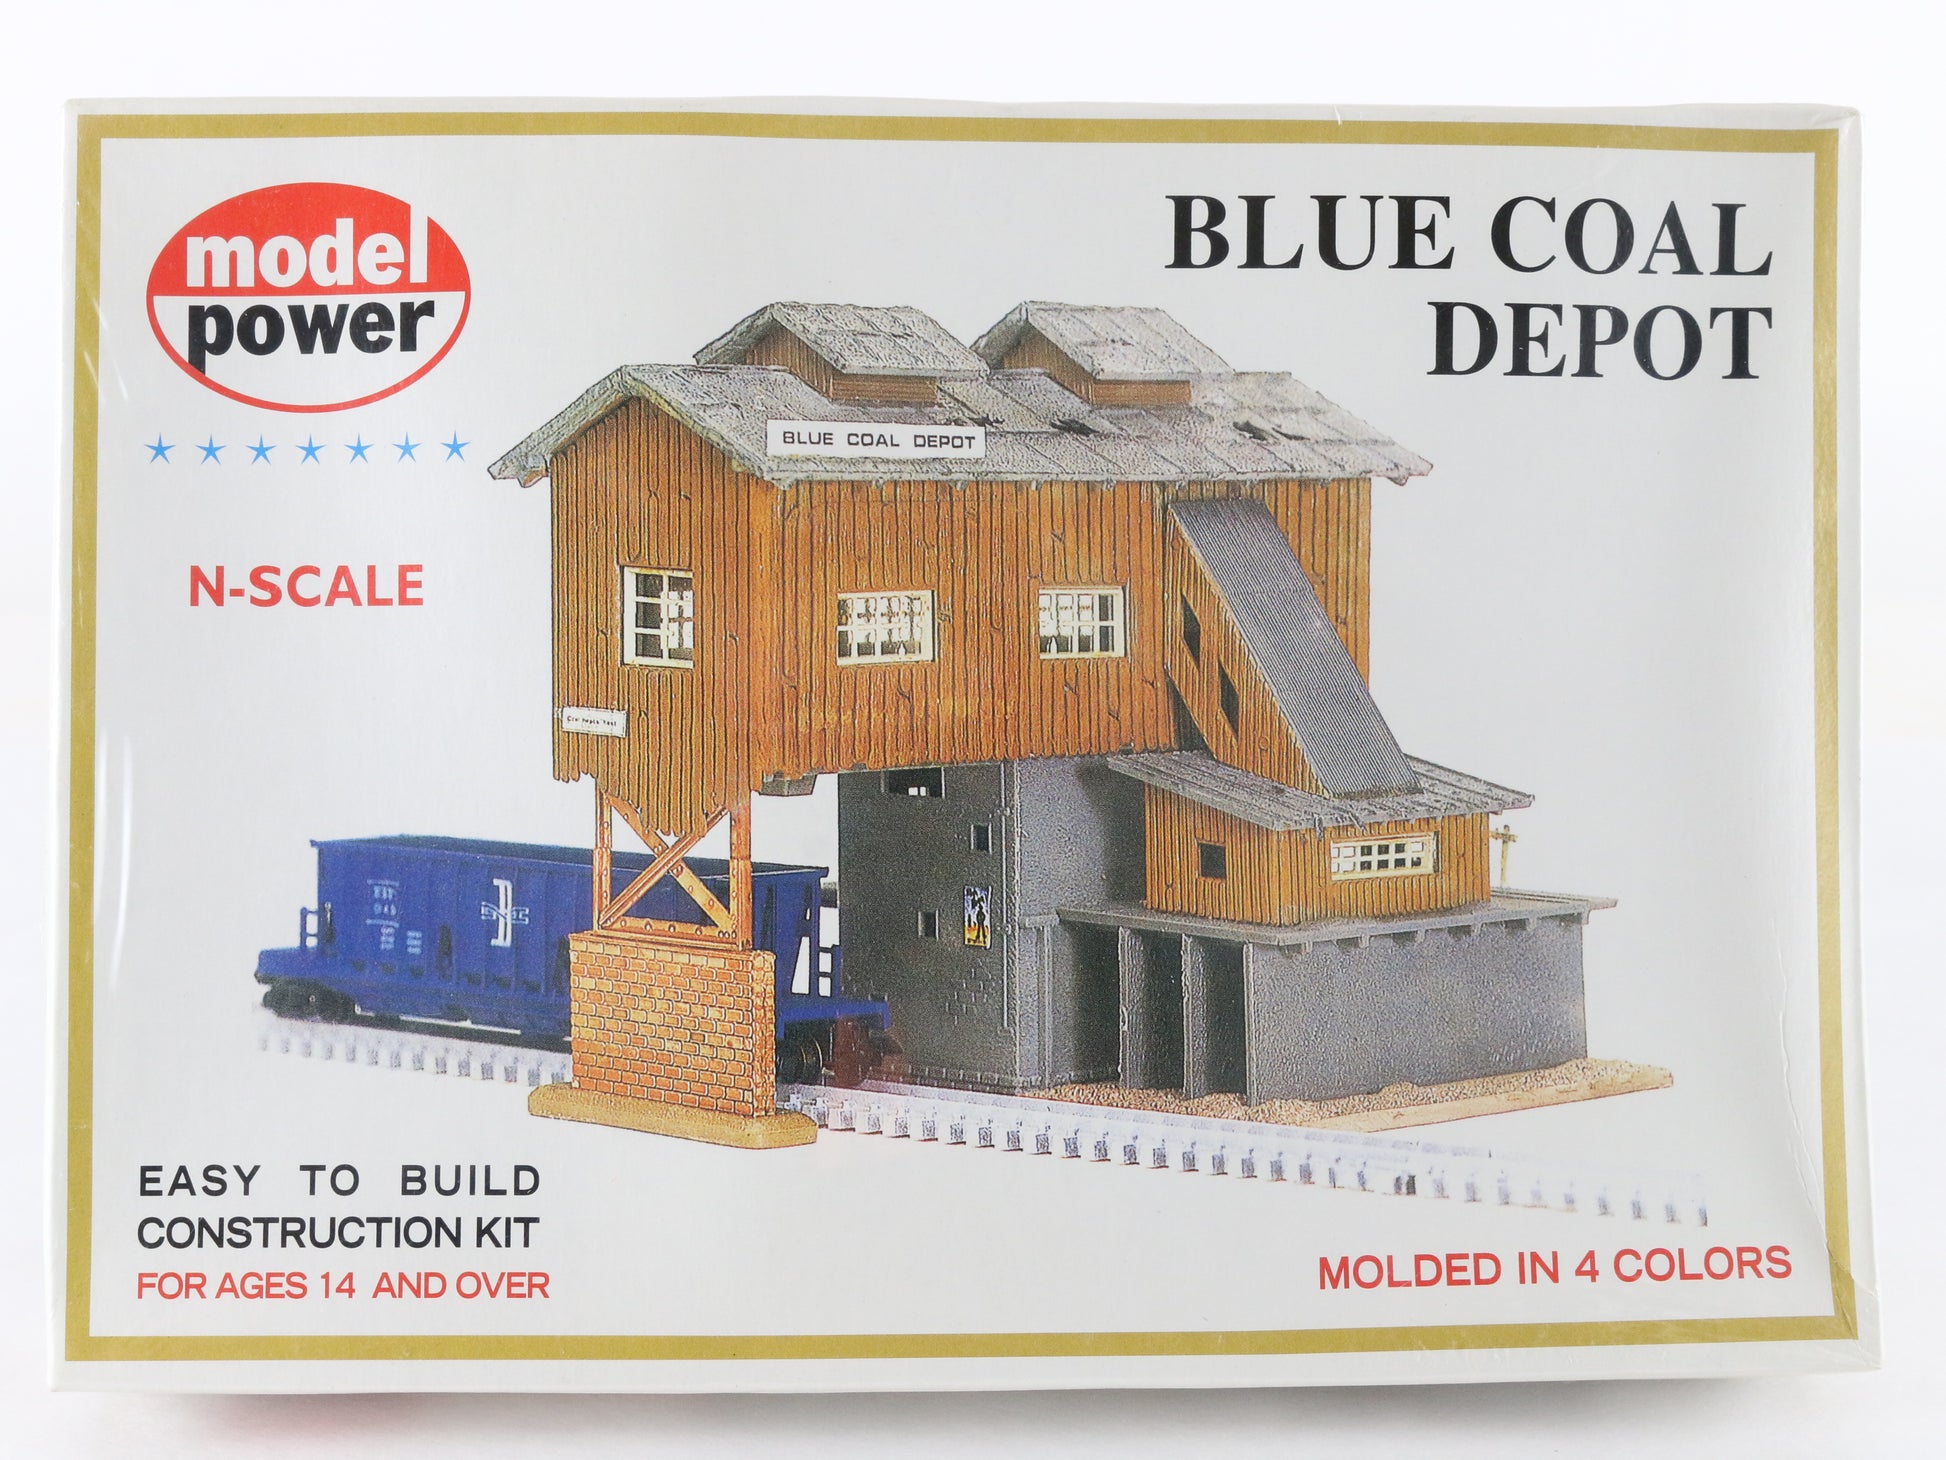 model
power
BLUE COAL
DEPOT
N-SCALE
BLUE COAL DEPOT
EASY TO BUILD
CONSTRUCTION KIT
FOR AGES 14 AND OVER
MOLDED IN 4 COLORS